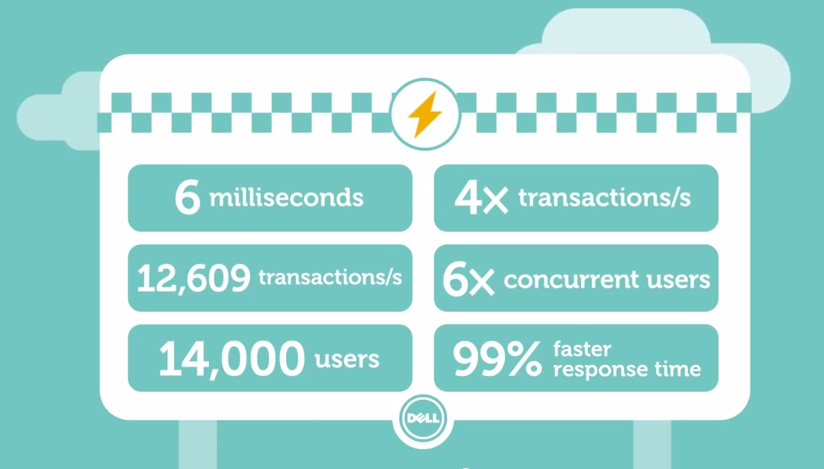 6 milliseconds
4x transactions/s
12,609 transactions/s
6x concurrent users
14,000 users
99% faster
response time
DELL